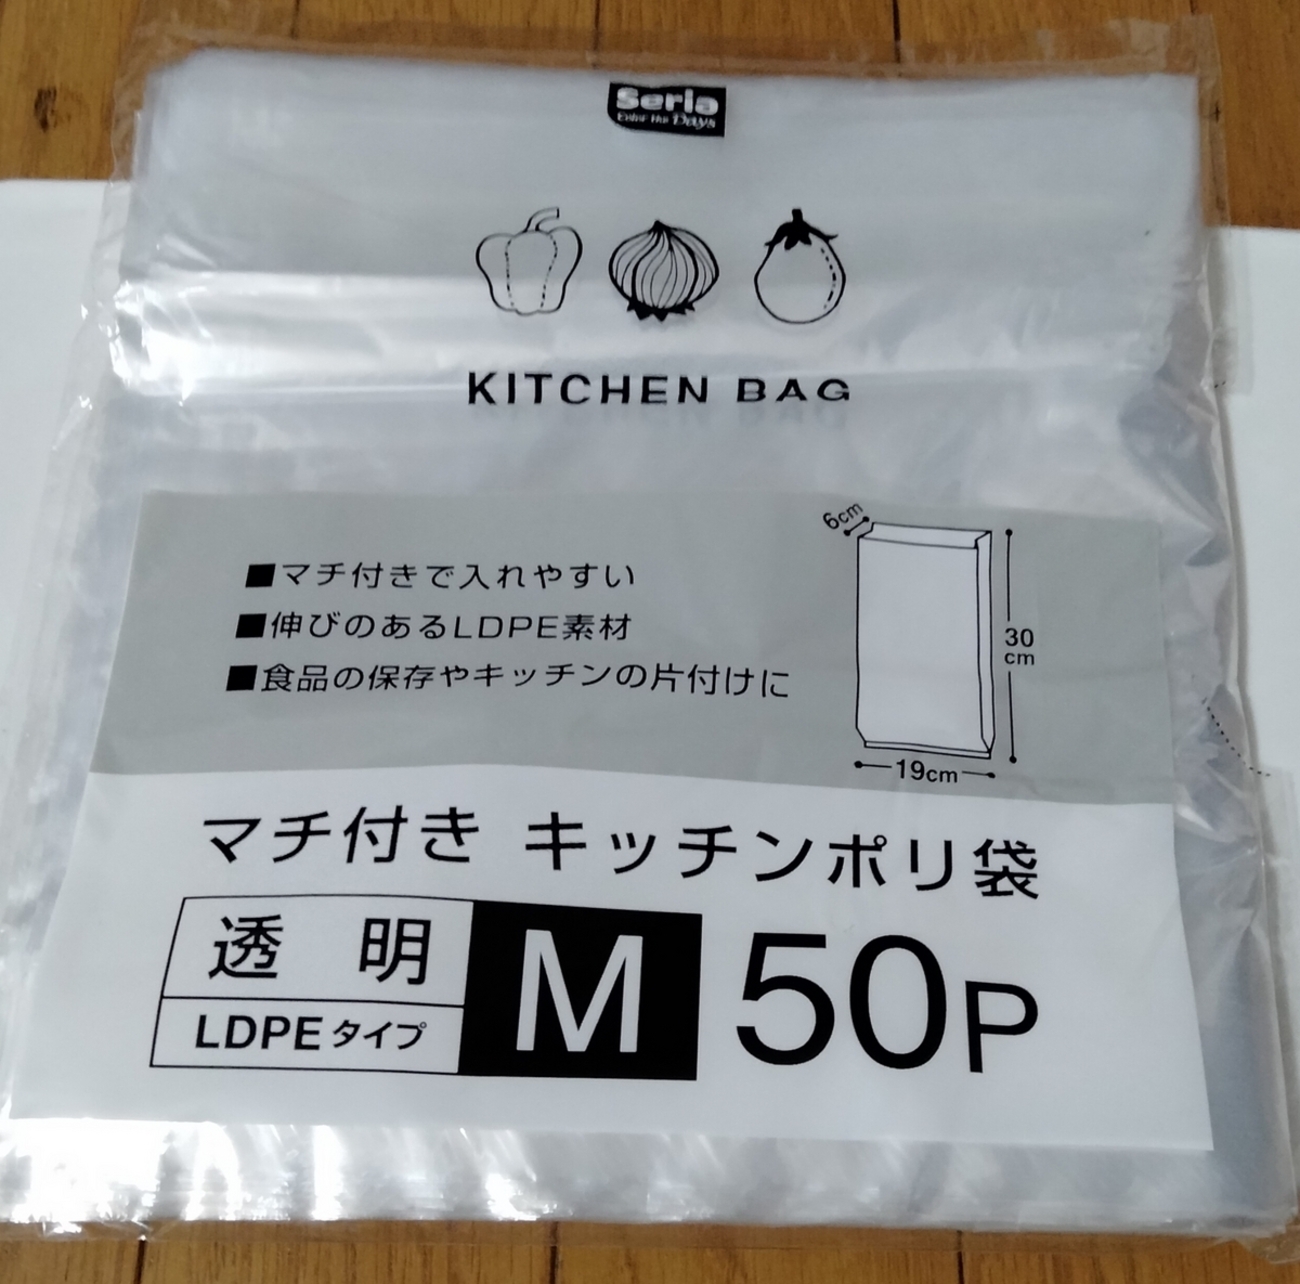 Seria
Color the Days
KITCHEN BAG
■マチ付きで入れやすい
■伸びのあるLDPE素材
■食品の保存やキッチンの片付けに
6cm
30
cm
19cm
マチ付き キッチンポリ袋
透 明
LDPEタイプ
M
50P